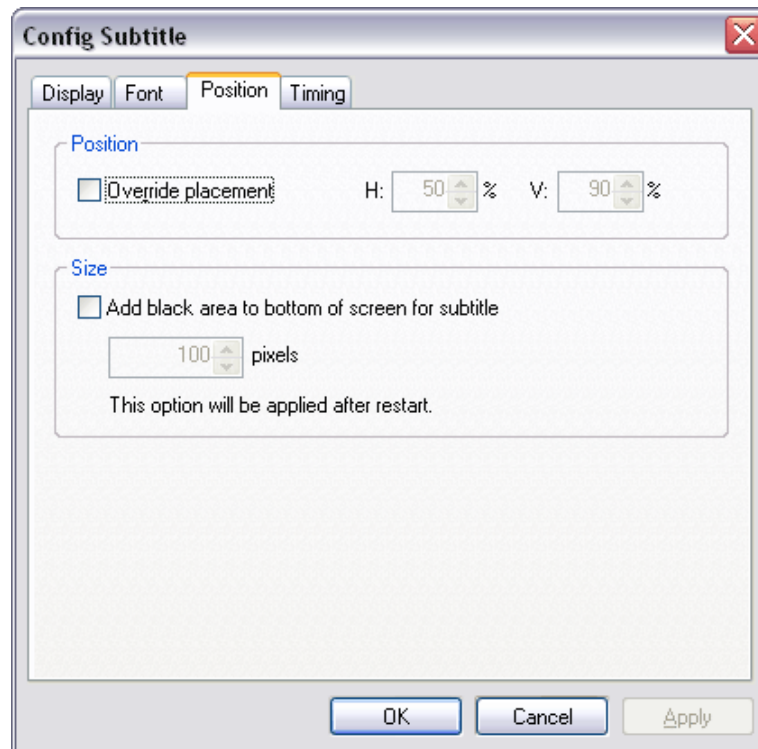 Config Subtitle
Display Font Position Timing
Position
Override placement H: 50 % V: 90 %
Size
Add black area to bottom of screen for subtitle
100 pixels
This option will be applied after restart.
OK Cancel Apply